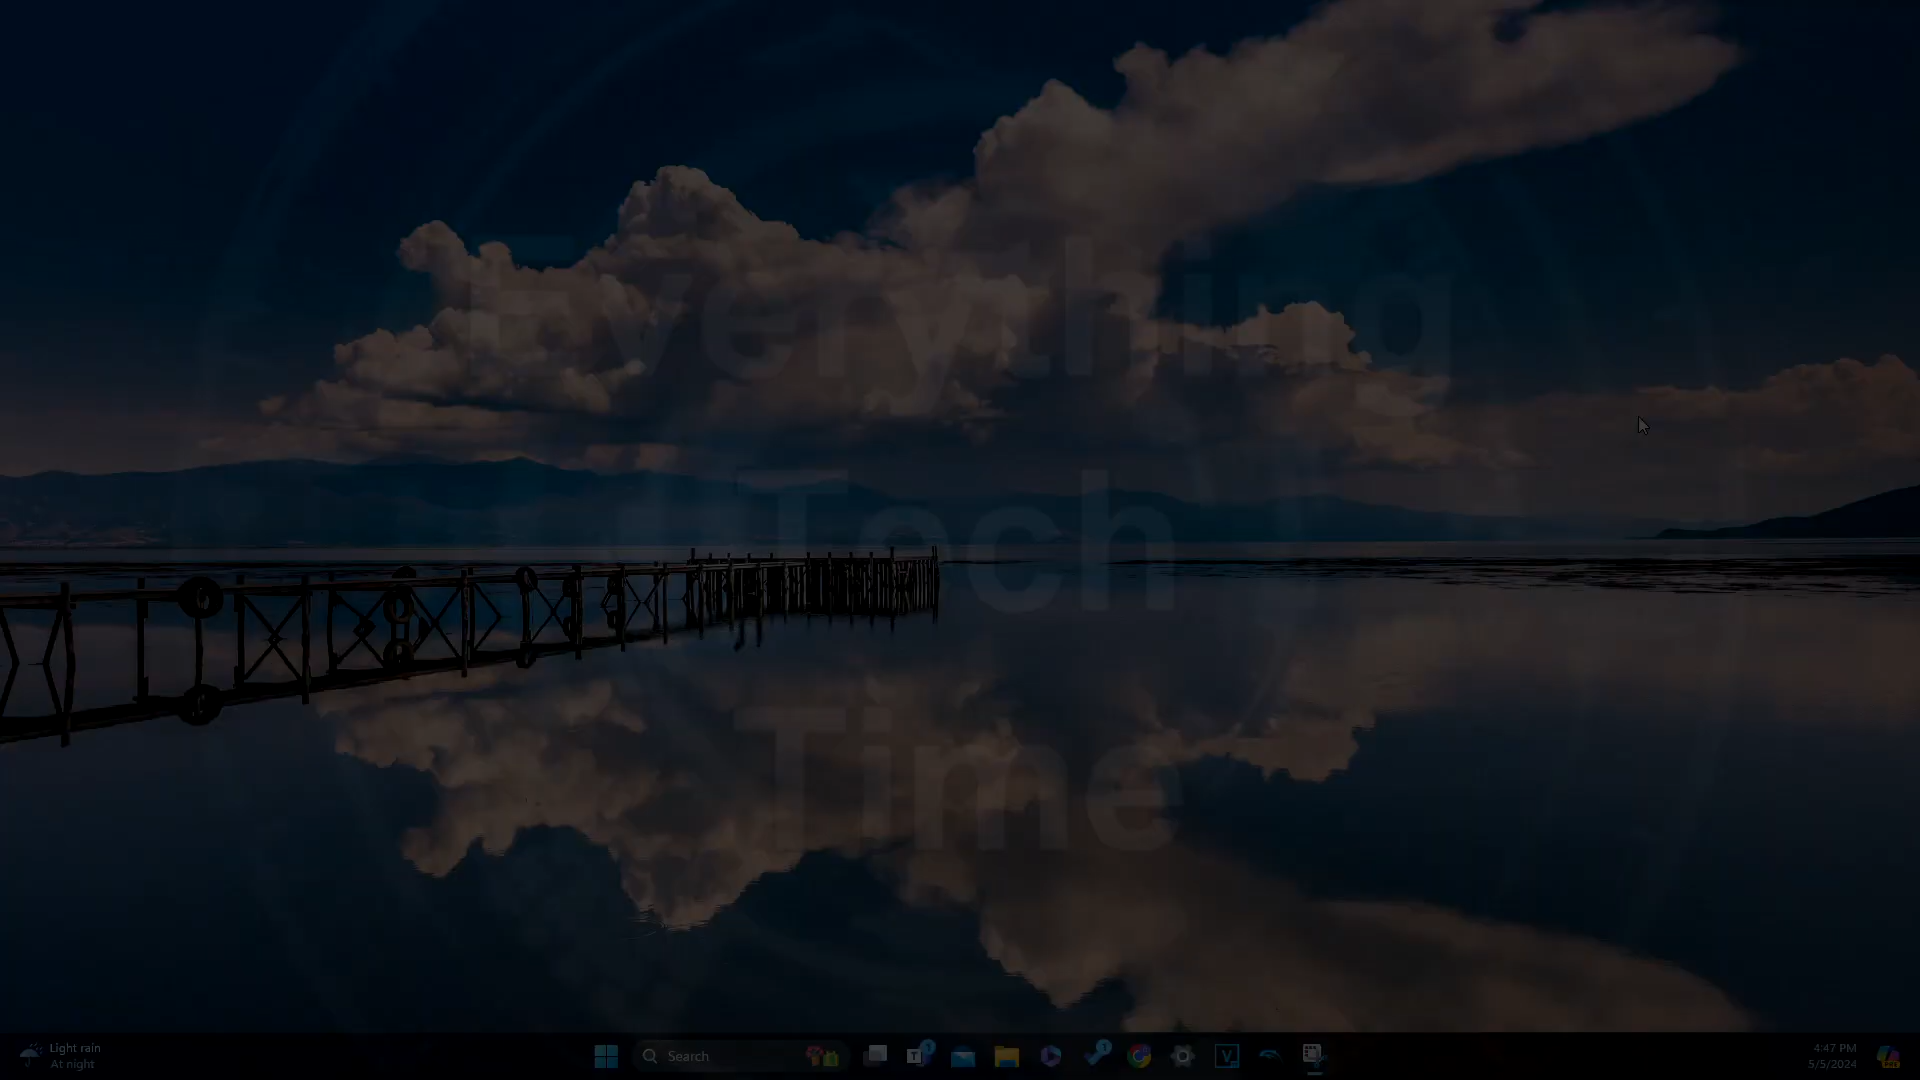 Everything
Tech
Time
Light rain
At night
Search
4:47 PM
5/5/2024